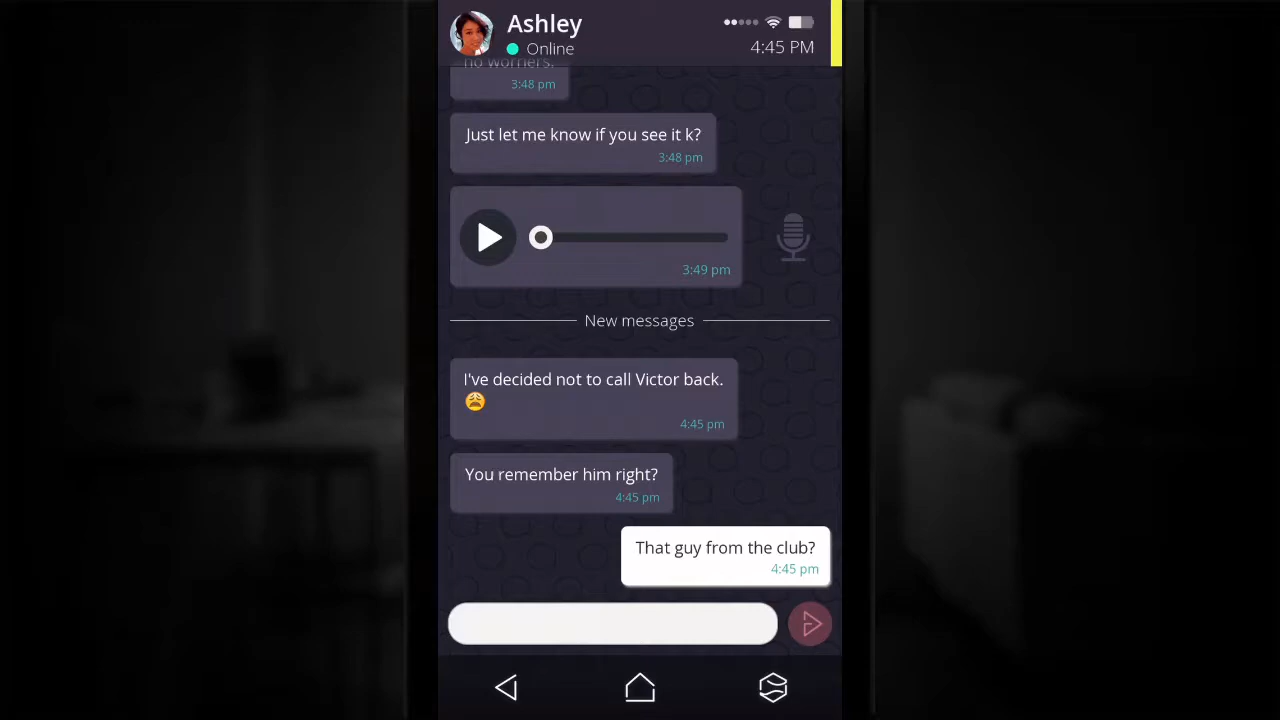 Ashley
Online
4:45 PM
no worriers.
3:48 pm
Just let me know if you see it k?
3:48 pm
3:49 pm
New messages
I've decided not to call Victor back.
😩
4:45 pm
You remember him right?
4:45 pm
That guy from the club?
4:45 pm